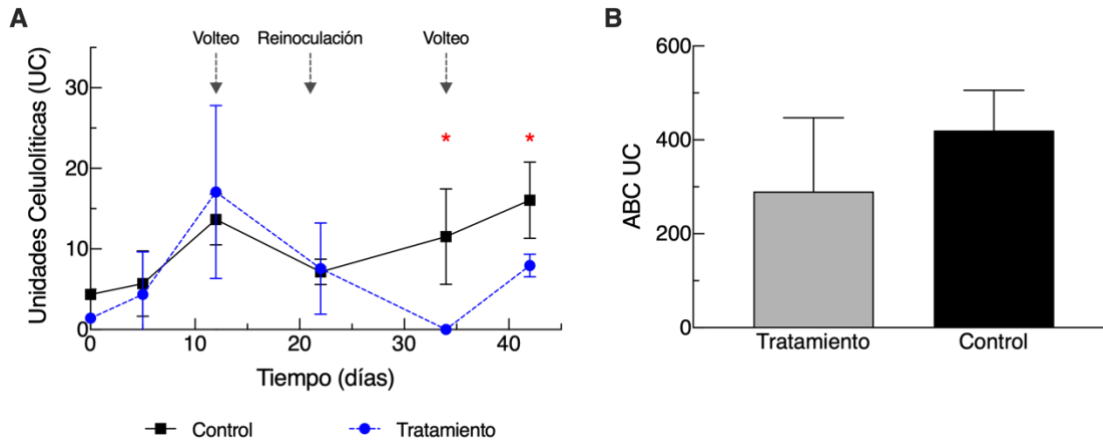 A
Volteo Reinoculación Volteo
Unidades Celulolíticas (UC)
30
20
10
0
*
*
0 10 20 30 40
Tiempo (días)
Control Tratamiento
B
ABC UC
600
400
200
0
Tratamiento Control